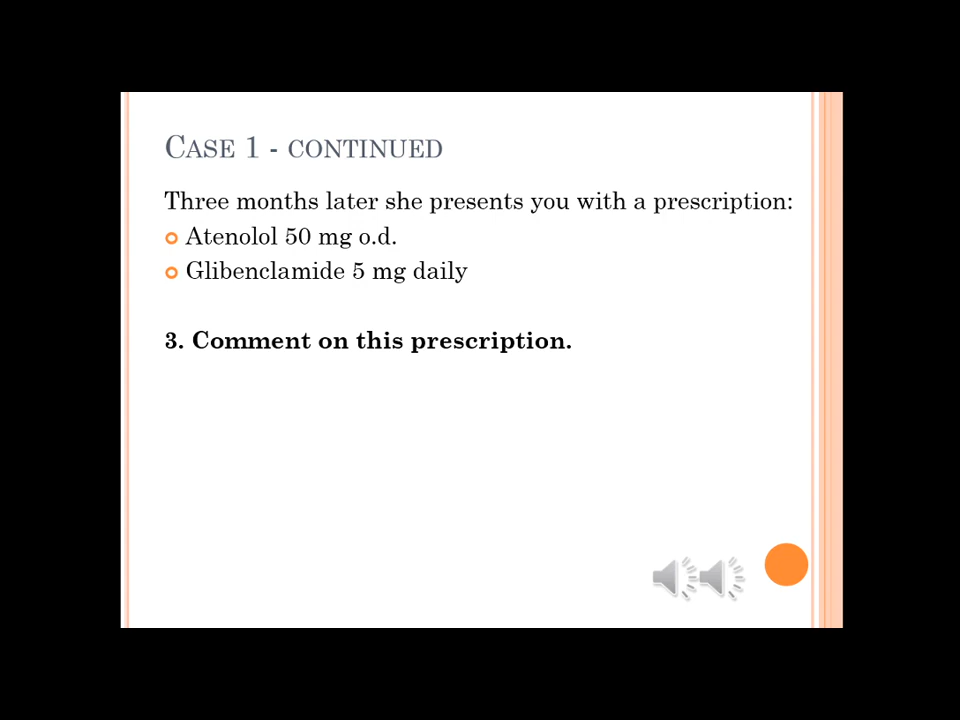 CASE 1 - CONTINUED
Three months later she presents you with a prescription:
Atenolol 50 mg o.d.
Glibenclamide 5 mg daily
3. Comment on this prescription.